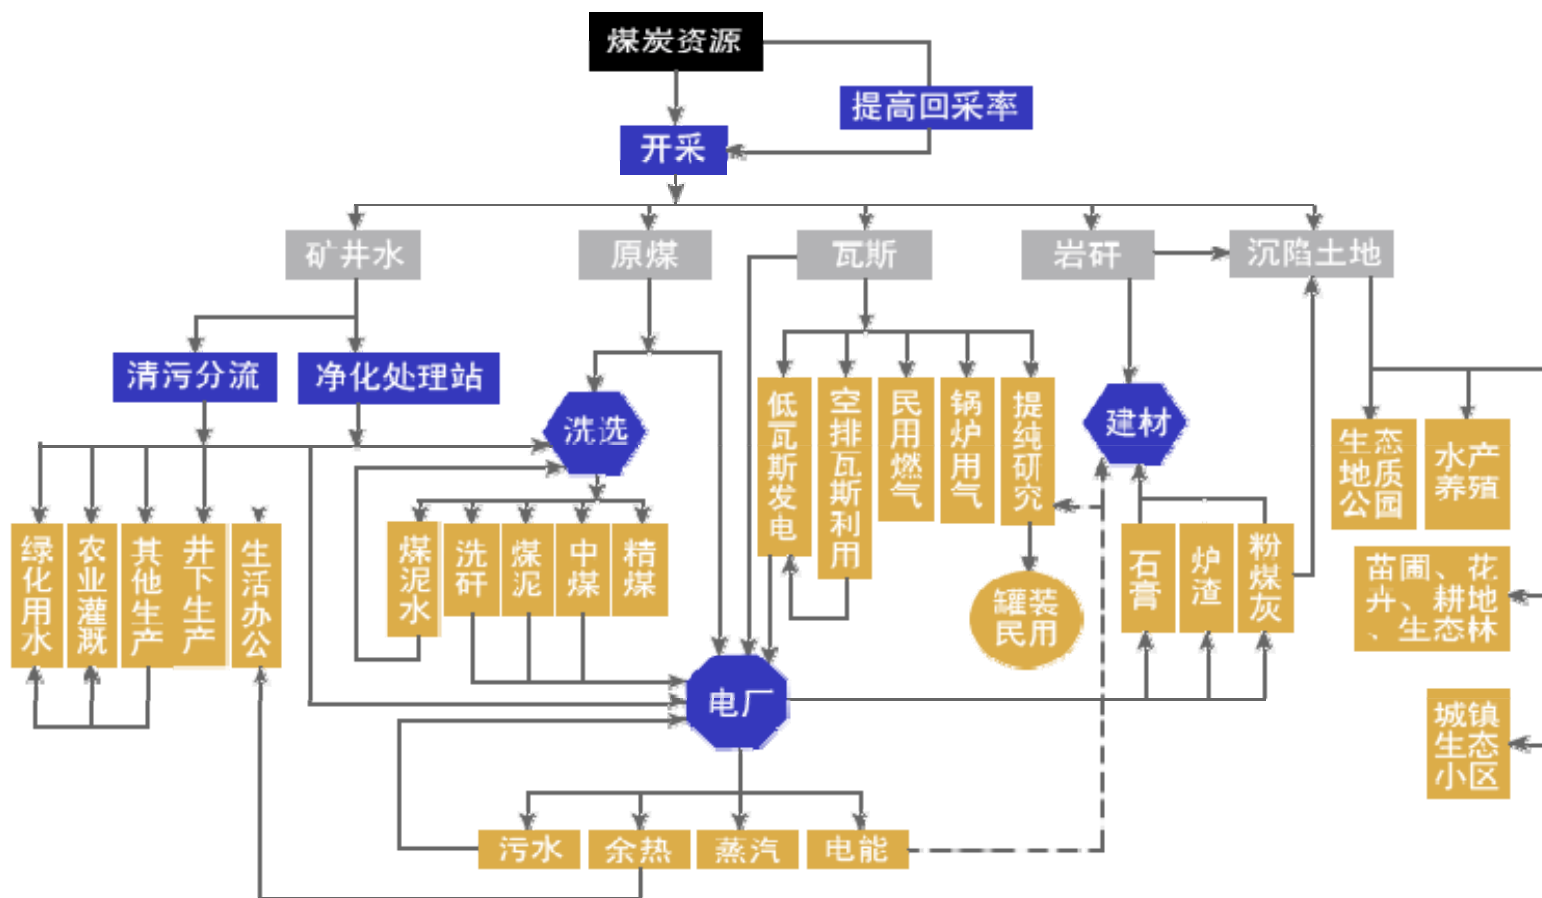 煤炭资源
提高回采率
开采
矿井水
原煤
瓦斯
岩矸
沉陷土地
清污分流
净化处理站
洗选
低瓦斯发电
空排瓦斯利用
民用燃气
锅炉用气
提纯研究
建材
生态
地质
公园
水产
养殖
绿化用水
农业灌溉
其他生产
井下生产
生活办公
煤泥水
洗矸
煤泥
中煤
精煤
罐装
民用
石膏
炉渣
粉煤灰
苗圃、花
卉、耕地
、生态林
电厂
城镇
生态
小区
污水
余热
蒸汽
电能